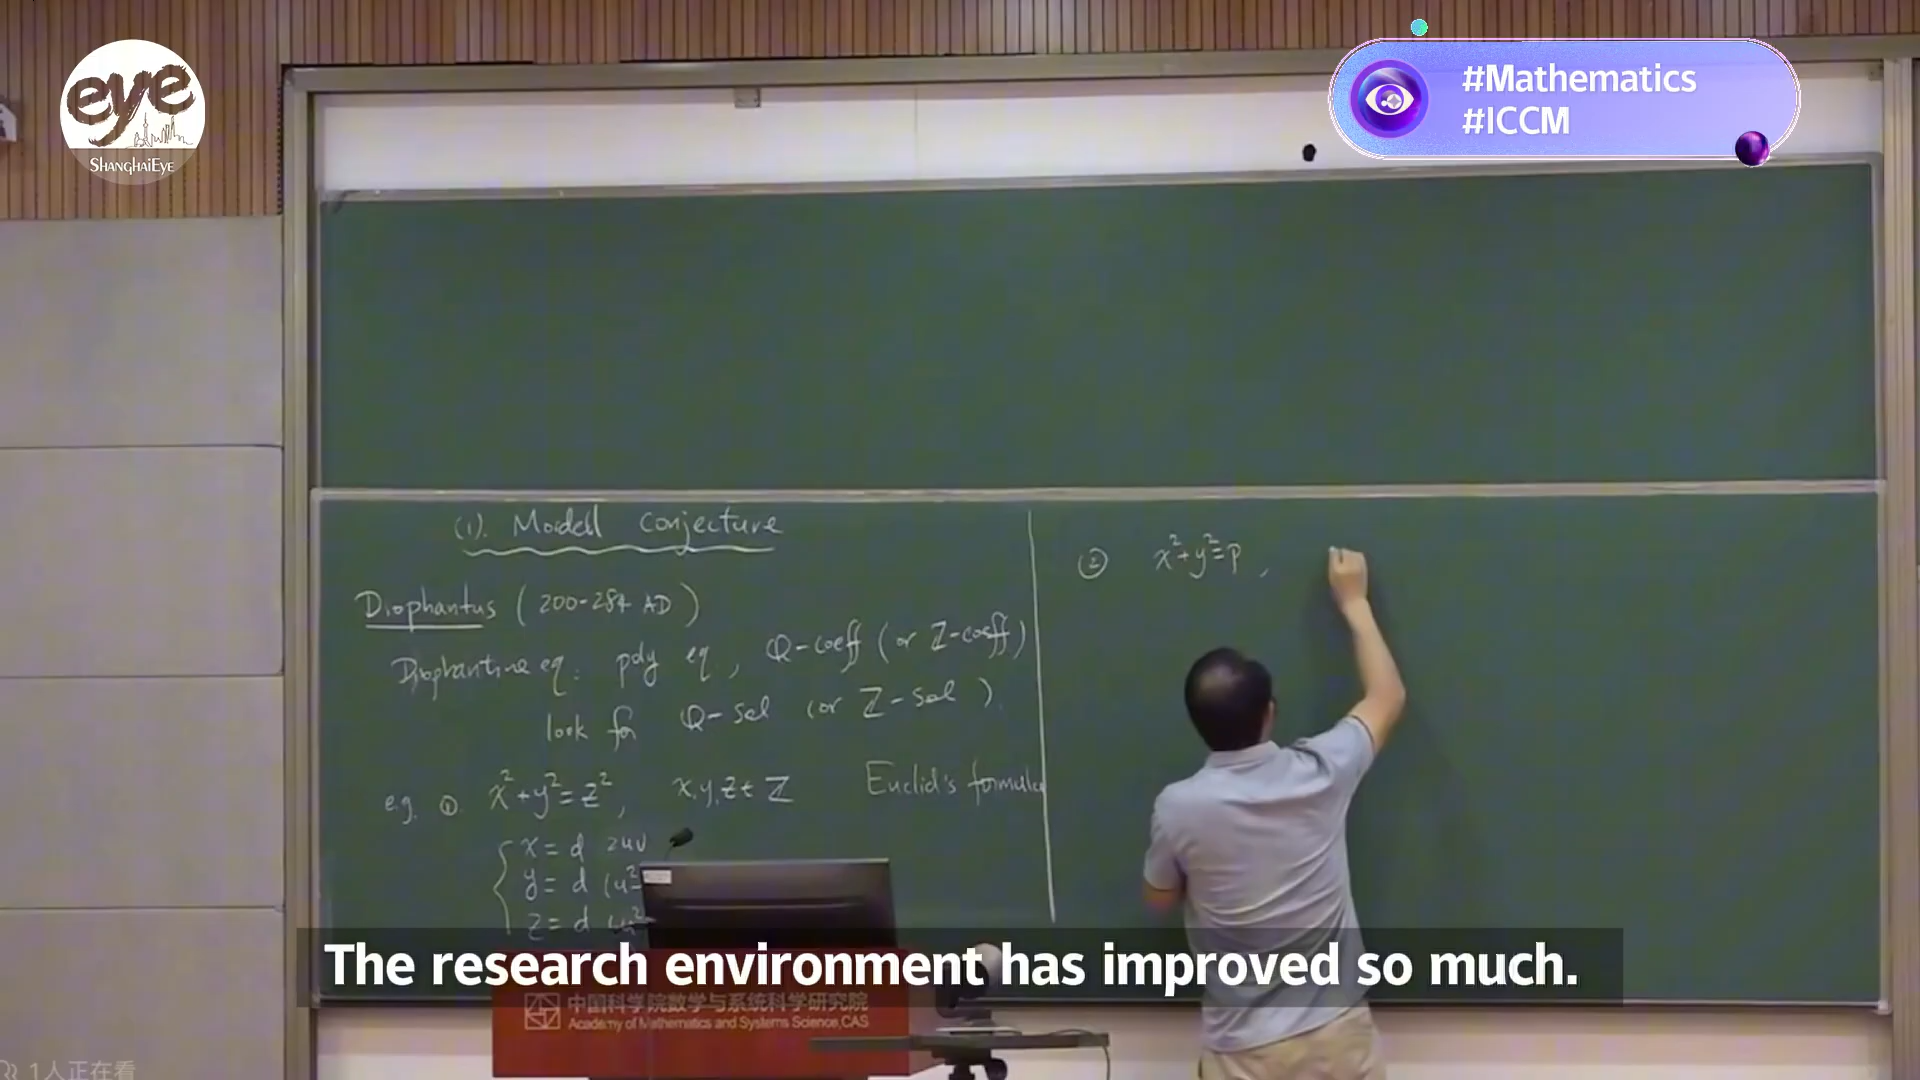 eye
SHANGHAIEYE
#Mathematics
#ICCM
(1). Mordell Conjecture
Diophantus (200-284 AD)
Diophantine eq: poly eq, Q-coeff (or Z-coeff)
look for Q-sol (or Z-sol).
e.g. ① x²+y²=z², x,y,z∈Z Euclid's formula
x= d 2uv
y= d (u²-
z= d (u²
② x²+y²=p,
The research environment has improved so much.
中国科学院数学与系统科学研究院
Academy of Mathematics and Systems Science,CAS
1人正在看